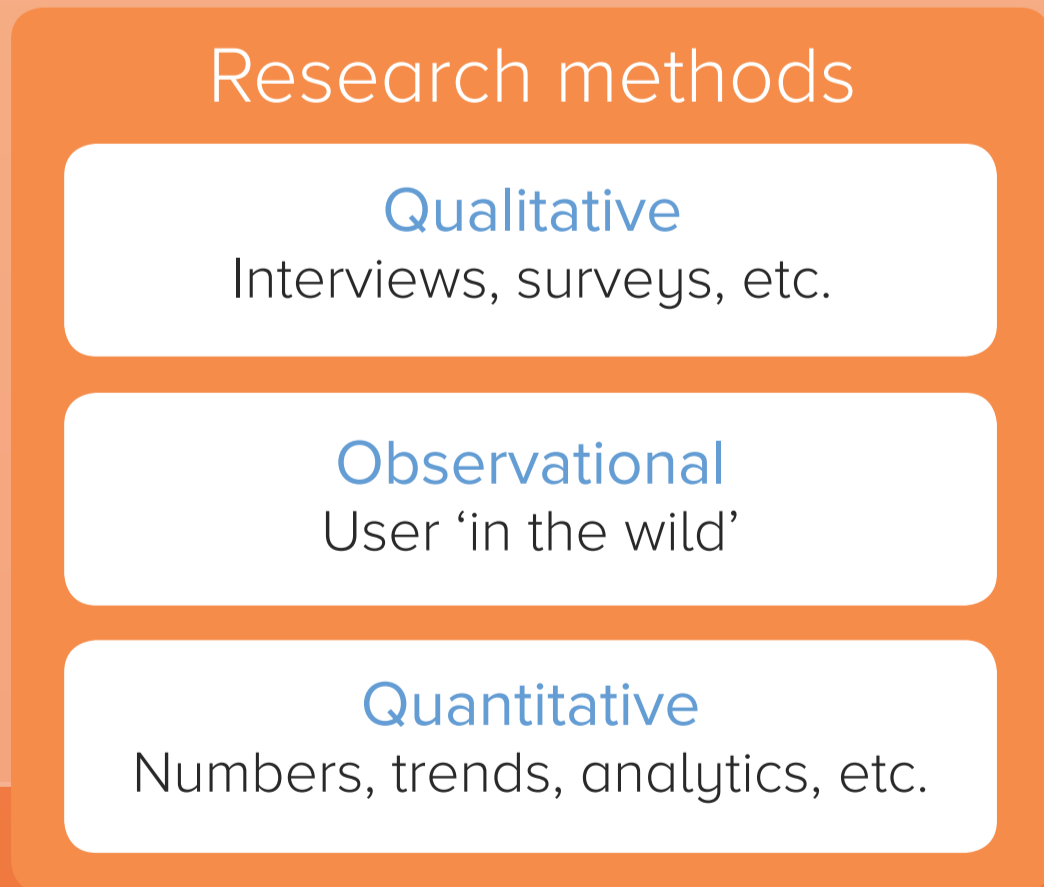 Research methods
Qualitative
Interviews, surveys, etc.
Observational
User ‘in the wild’
Quantitative
Numbers, trends, analytics, etc.